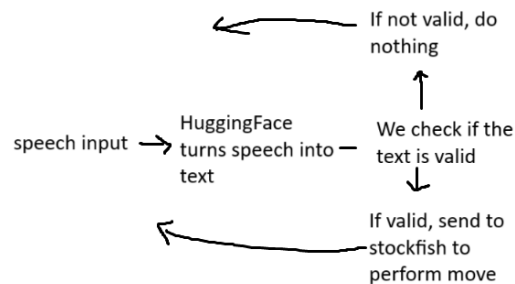 If not valid, do
nothing
speech input
HuggingFace
turns speech into
text
We check if the
text is valid
If valid, send to
stockfish to
perform move